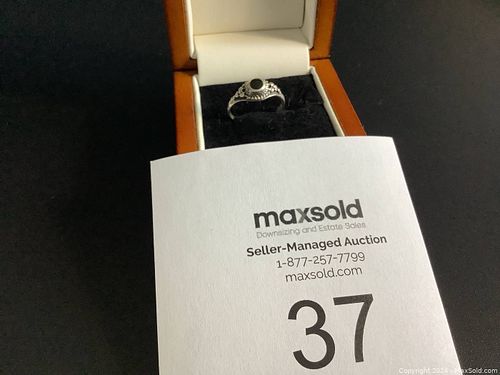 maxsold
Downsizing and Estate Sales
Seller-Managed Auction
1-877-257-7799
maxsold.com
37
Copyright 2024 - MaxSold.com